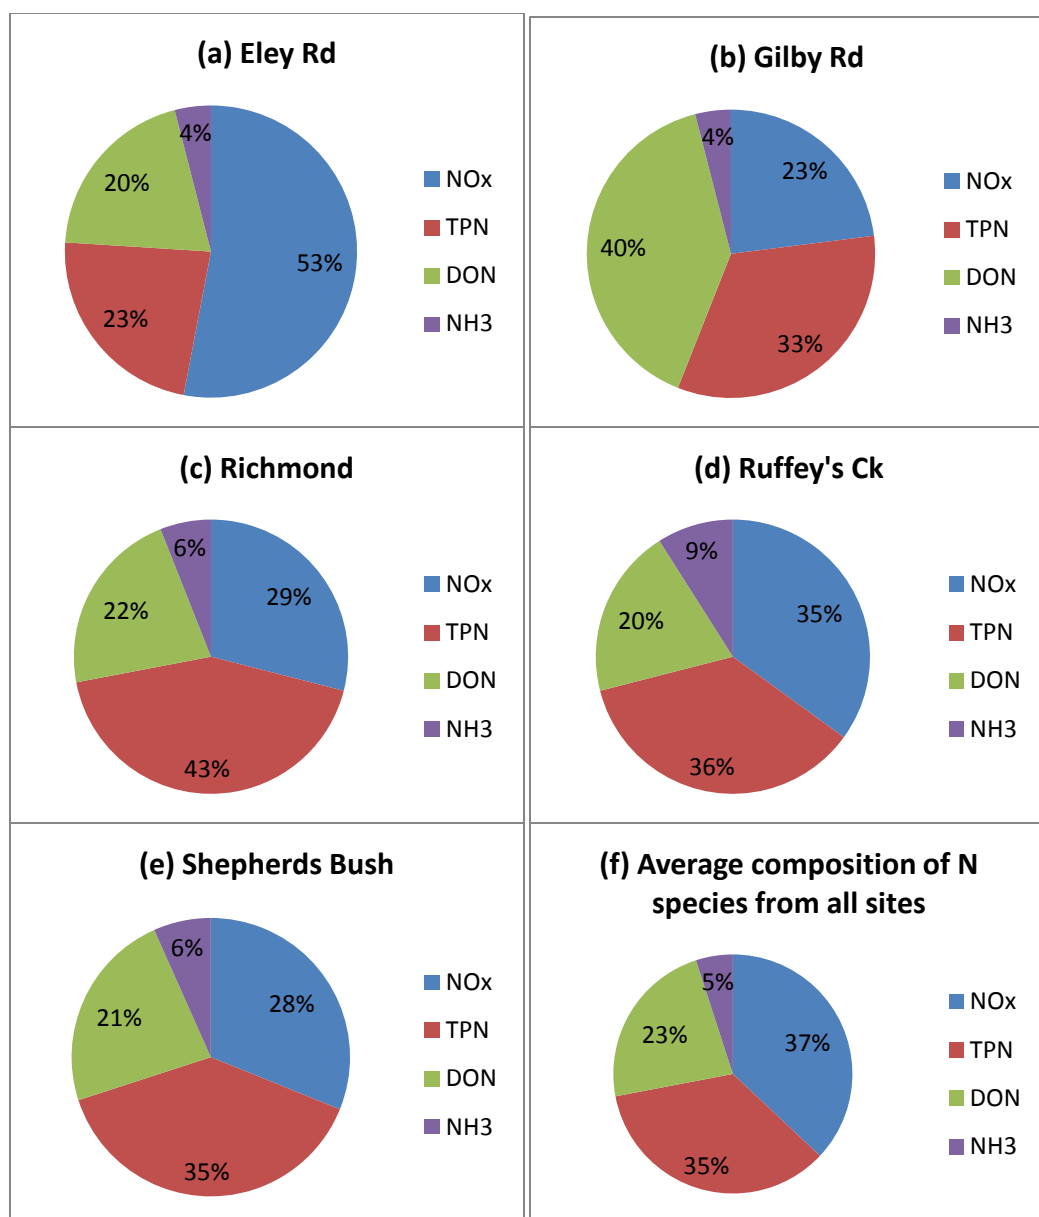 (a) Eley Rd
4%
20%
53%
23%
NOx
TPN
DON
NH3
(b) Gilby Rd
4%
23%
40%
33%
NOx
TPN
DON
NH3
(c) Richmond
6%
29%
22%
43%
NOx
TPN
DON
NH3
(d) Ruffey's Ck
9%
35%
20%
36%
NOx
TPN
DON
NH3
(e) Shepherds Bush
6%
28%
21%
35%
NOx
TPN
DON
NH3
(f) Average composition of N
species from all sites
5%
37%
23%
35%
NOx
TPN
DON
NH3